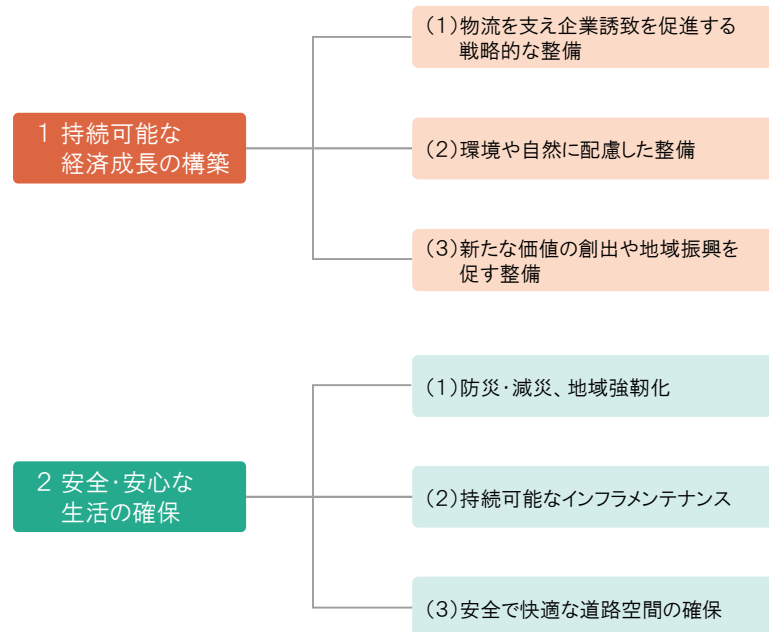 1 持続可能な
経済成長の構築
(1)物流を支え企業誘致を促進する
戦略的な整備
(2)環境や自然に配慮した整備
(3)新たな価値の創出や地域振興を
促す整備
2 安全・安心な
生活の確保
(1)防災・減災、地域強靭化
(2)持続可能なインフラメンテナンス
(3)安全で快適な道路空間の確保